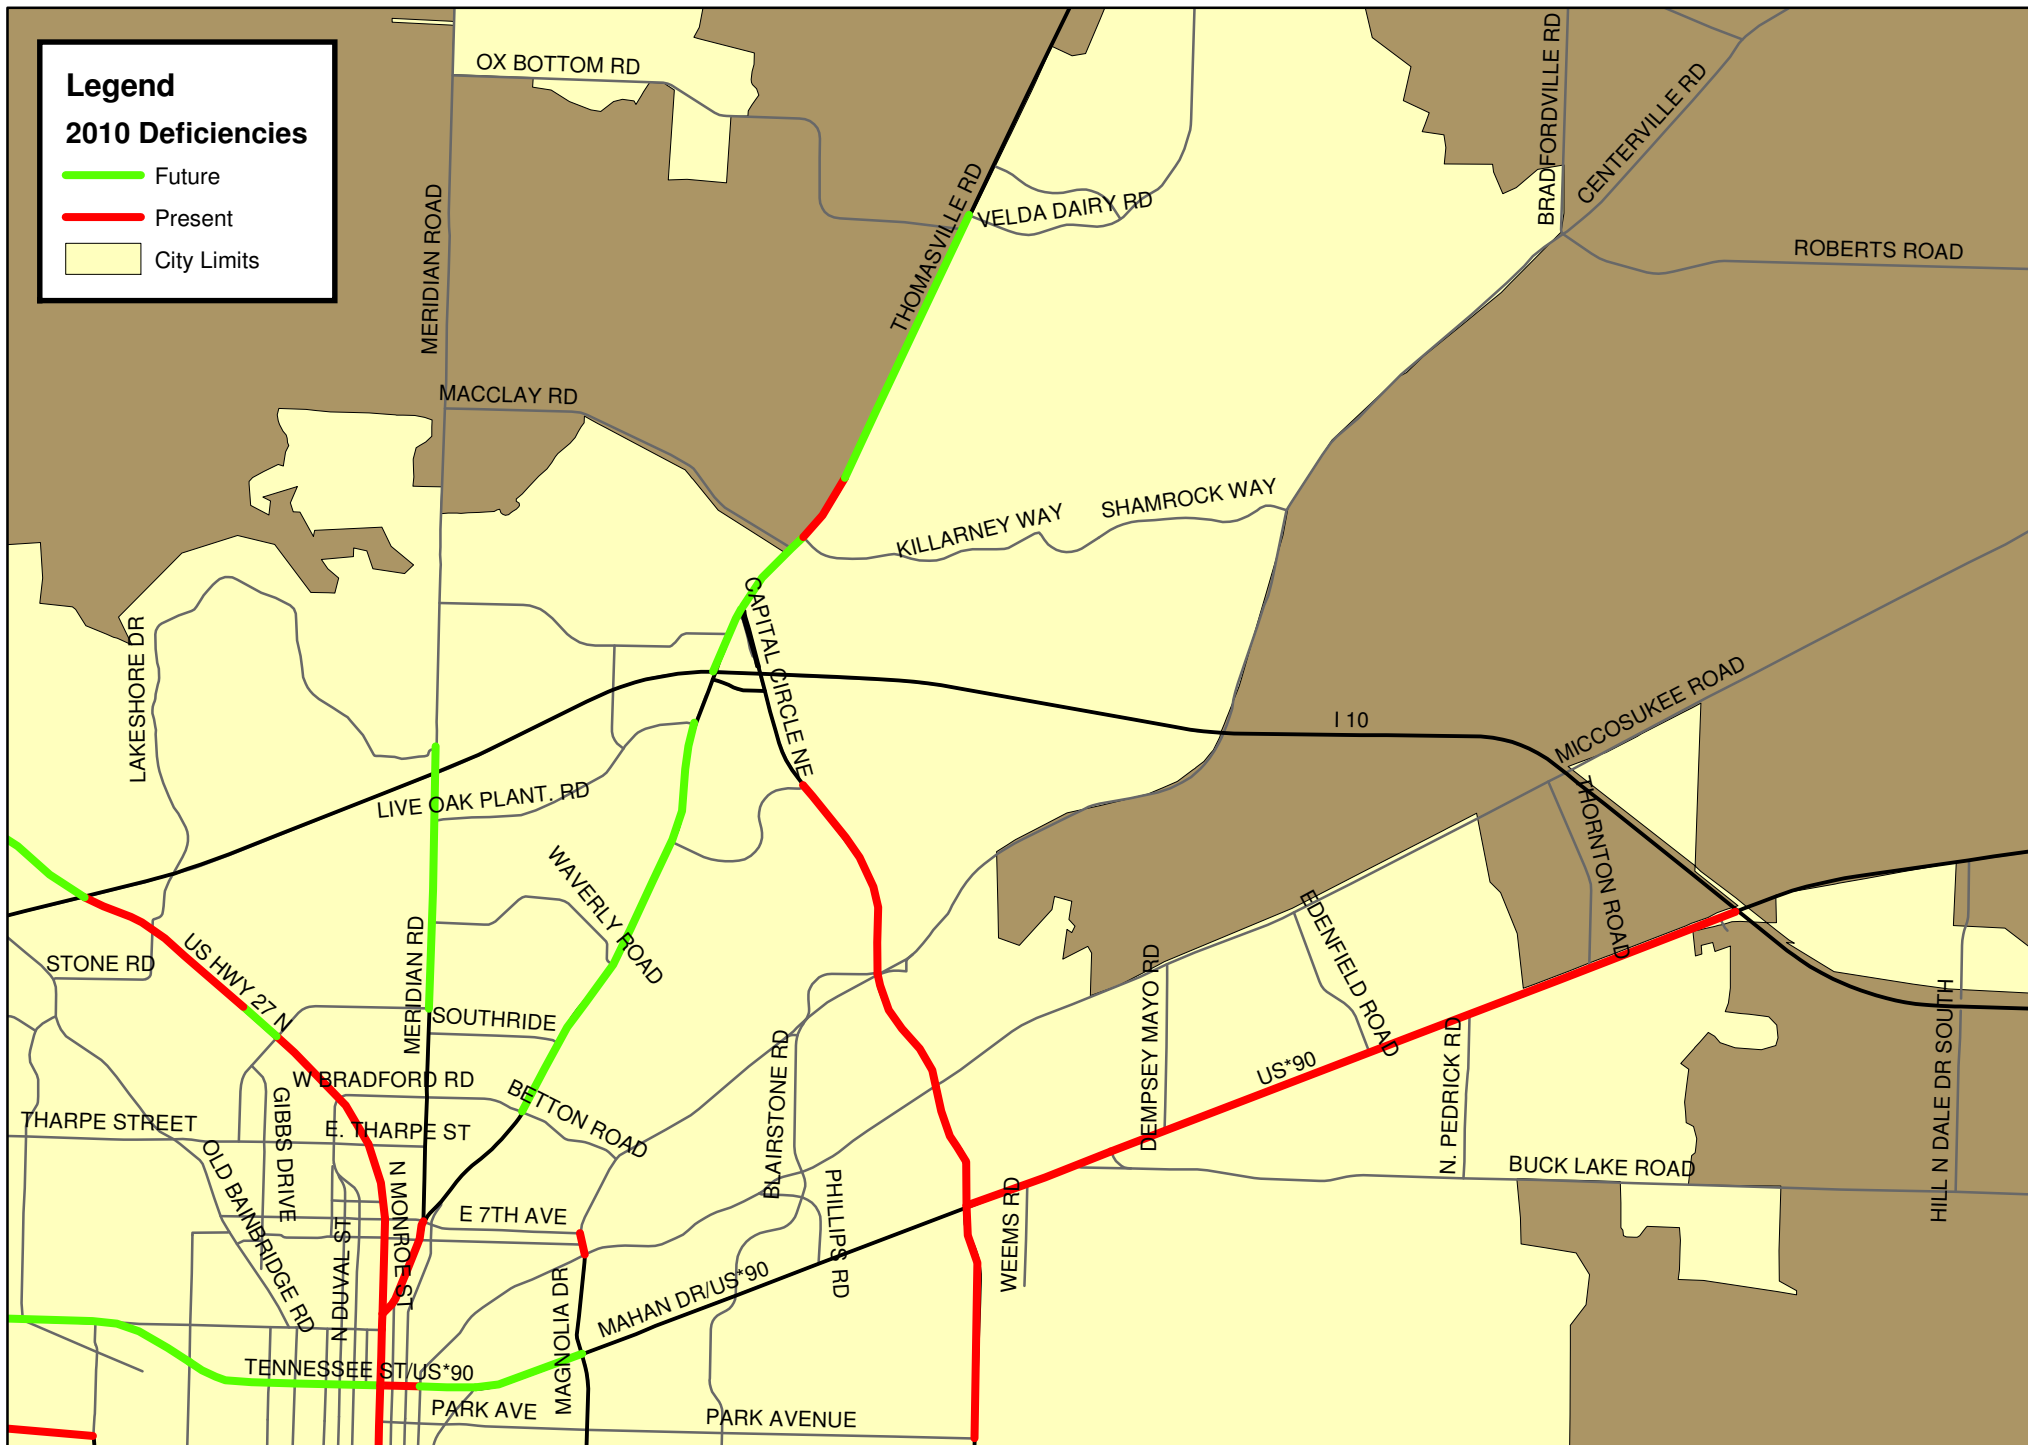 Legend
2010 Deficiencies
Future
Present
City Limits
OX BOTTOM RD
MERIDIAN ROAD
THOMASVILLE RD
VELDA DAIRY RD
BRADFORDVILLE RD
CENTERVILLE RD
ROBERTS ROAD
MACCLAY RD
KILLARNEY WAY
SHAMROCK WAY
CAPITAL CIRCLE NE
LAKESHORE DR
I 10
MICCOSUKEE ROAD
LIVE OAK PLANT. RD
THORNTON ROAD
WAVERLY ROAD
EDENFIELD ROAD
STONE RD
US HWY 27 N
MERIDIAN RD
SOUTHRIDE
DEMPSEY MAYO RD
HILL N DALE DR SOUTH
W BRADFORD RD
BETTON ROAD
BLAIRSTONE RD
US*90
N. PEDRICK RD
THARPE STREET
GIBBS DRIVE
E. THARPE ST
OLD BAINBRIDGE RD
N MONROE ST
PHILLIPS RD
BUCK LAKE ROAD
E 7TH AVE
N DUVAL ST
WEEMS RD
MAGNOLIA DR
MAHAN DR/US*90
TENNESSEE ST/US*90
PARK AVE
PARK AVENUE